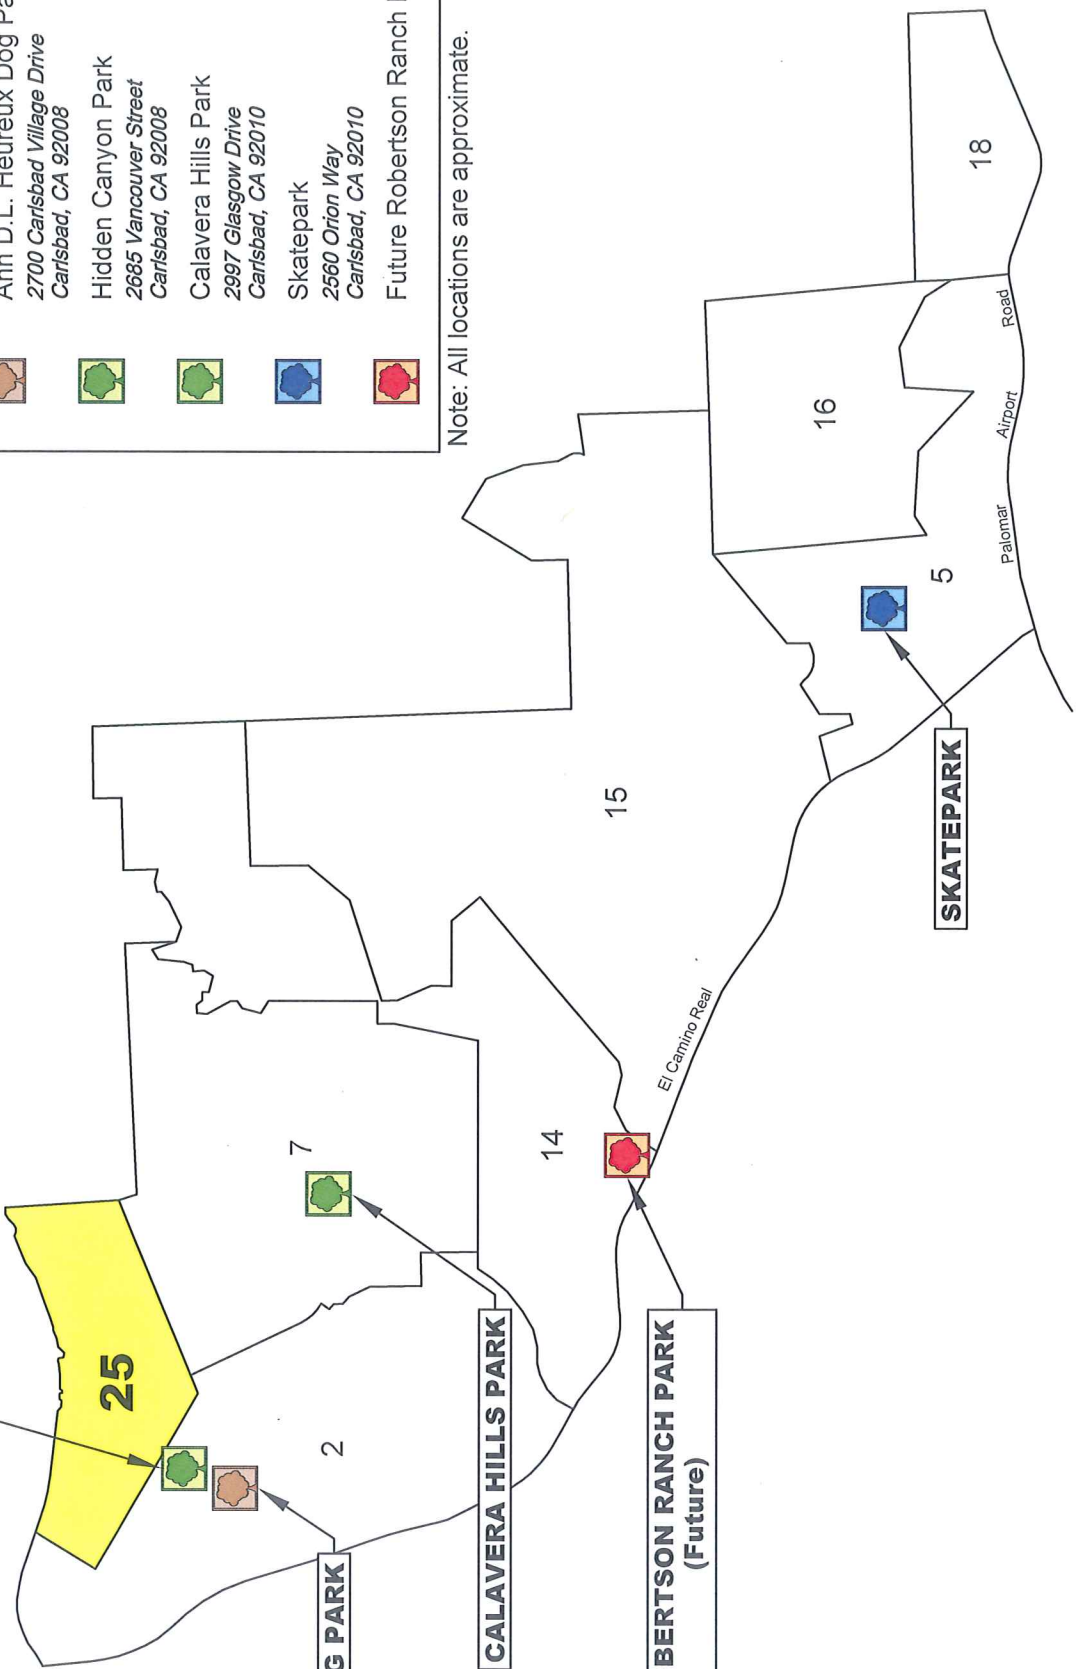 Ann D.L. Heureux Dog
2700 Carlsbad Village Drive
Carlsbad, CA 92008
Hidden Canyon Park
2685 Vancouver Street
Carlsbad, CA 92008
Calavera Hills Park
2997 Glasgow Drive
Carlsbad, CA 92010
Skatepark
2560 Orion Way
Carlsbad, CA 92010
Future Robertson Ranch
Note: All locations are approximate.
25
2
7
14
15
16
5
18
El Camino Real
Palomar Airport Road
PARK
CALAVERA HILLS PARK
BERTSON RANCH PARK
(Future)
SKATEPARK